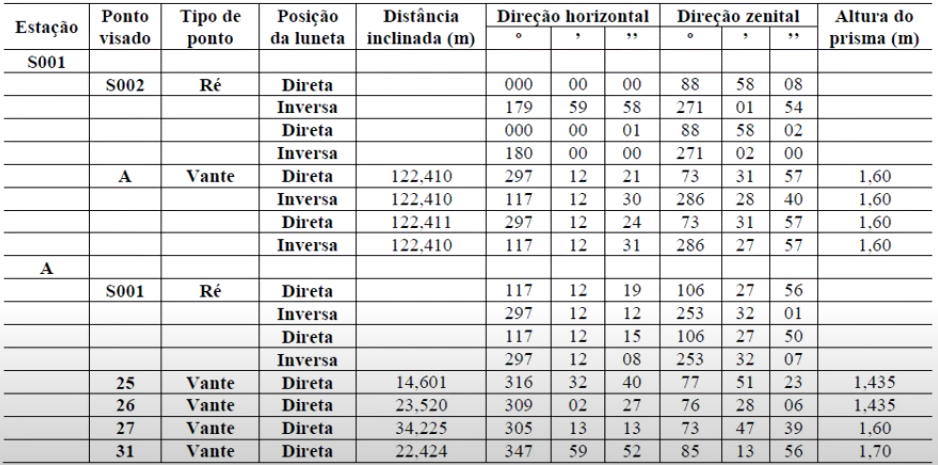 Estação Ponto visado Tipo de ponto Posição da luneta Distância inclinada (m) Direção horizontal Direção zenital Altura do prisma (m)
° ’ ’’ ° ’ ’’
S001
S002 Ré Direta 000 00 00 88 58 08
Inversa 179 59 58 271 01 54
Direta 000 00 01 88 58 02
Inversa 180 00 00 271 02 00
A Vante Direta 122,410 297 12 21 73 31 57 1,60
Inversa 122,410 117 12 30 286 28 40 1,60
Direta 122,411 297 12 24 73 31 57 1,60
Inversa 122,410 117 12 31 286 27 57 1,60
A
S001 Ré Direta 117 12 19 106 27 56
Inversa 297 12 12 253 32 01
Direta 117 12 15 106 27 50
Inversa 297 12 08 253 32 07
25 Vante Direta 14,601 316 32 40 77 51 23 1,435
26 Vante Direta 23,520 309 02 27 76 28 06 1,435
27 Vante Direta 34,225 305 13 13 73 47 39 1,60
31 Vante Direta 22,424 347 59 52 85 13 56 1,70